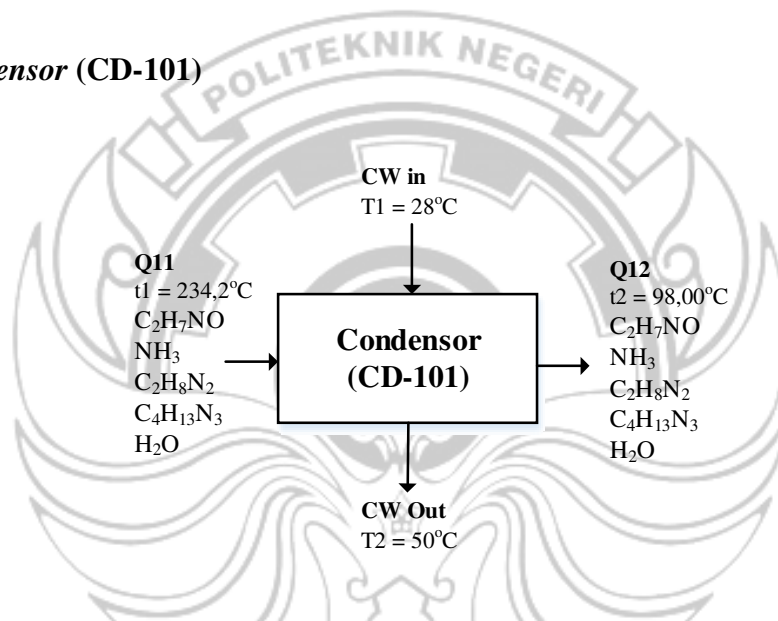 ensor (CD-101)
POLITEKNIK NEGERI
CW in
T1 = 28°C
Q11
t1 = 234,2°C
C₂H₇NO
NH₃
C₂H₈N₂
C₄H₁₃N₃
H₂O
Condensor
(CD-101)
Q12
t2 = 98,00°C
C₂H₇NO
NH₃
C₂H₈N₂
C₄H₁₃N₃
H₂O
CW Out
T2 = 50°C